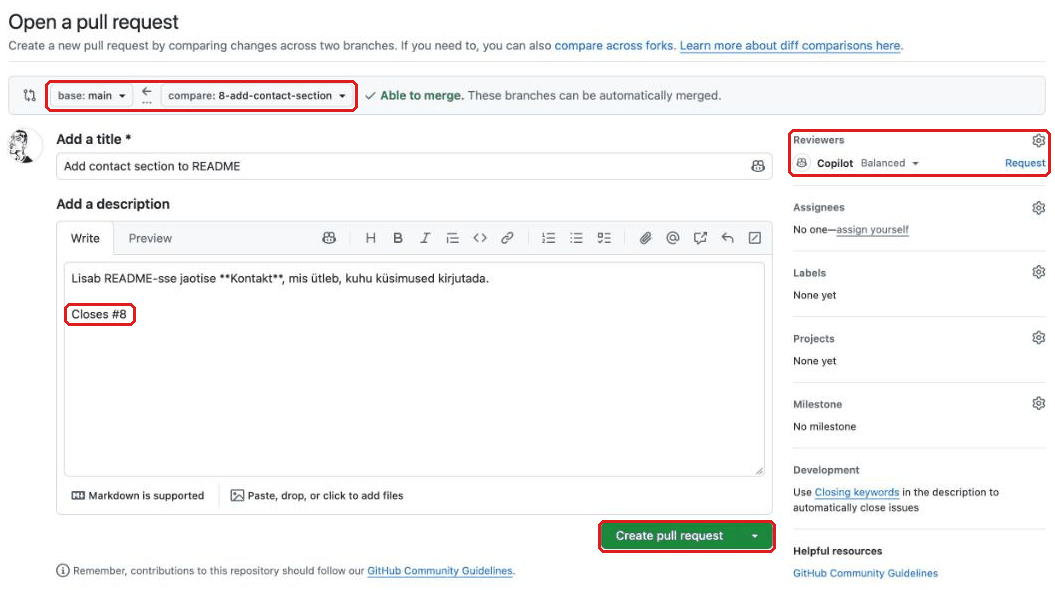 Open a pull request
Create a new pull request by comparing changes across two branches. If you need to, you can also compare across forks. Learn more about diff comparisons here.
base: main
compare: 8-add-contact-section
Able to merge. These branches can be automatically merged.
Add a title *
Add contact section to README
Add a description
Write
Preview
Lisab README-sse jaotise **Kontakt**, mis ütleb, kuhu küsimused kirjutada.
Closes #8
Markdown is supported
Paste, drop, or click to add files
Create pull request
Remember, contributions to this repository should follow our GitHub Community Guidelines.
Reviewers
Copilot Balanced
Request
Assignees
No one—assign yourself
Labels
None yet
Projects
None yet
Milestone
No milestone
Development
Use Closing keywords in the description to
automatically close issues
Helpful resources
GitHub Community Guidelines